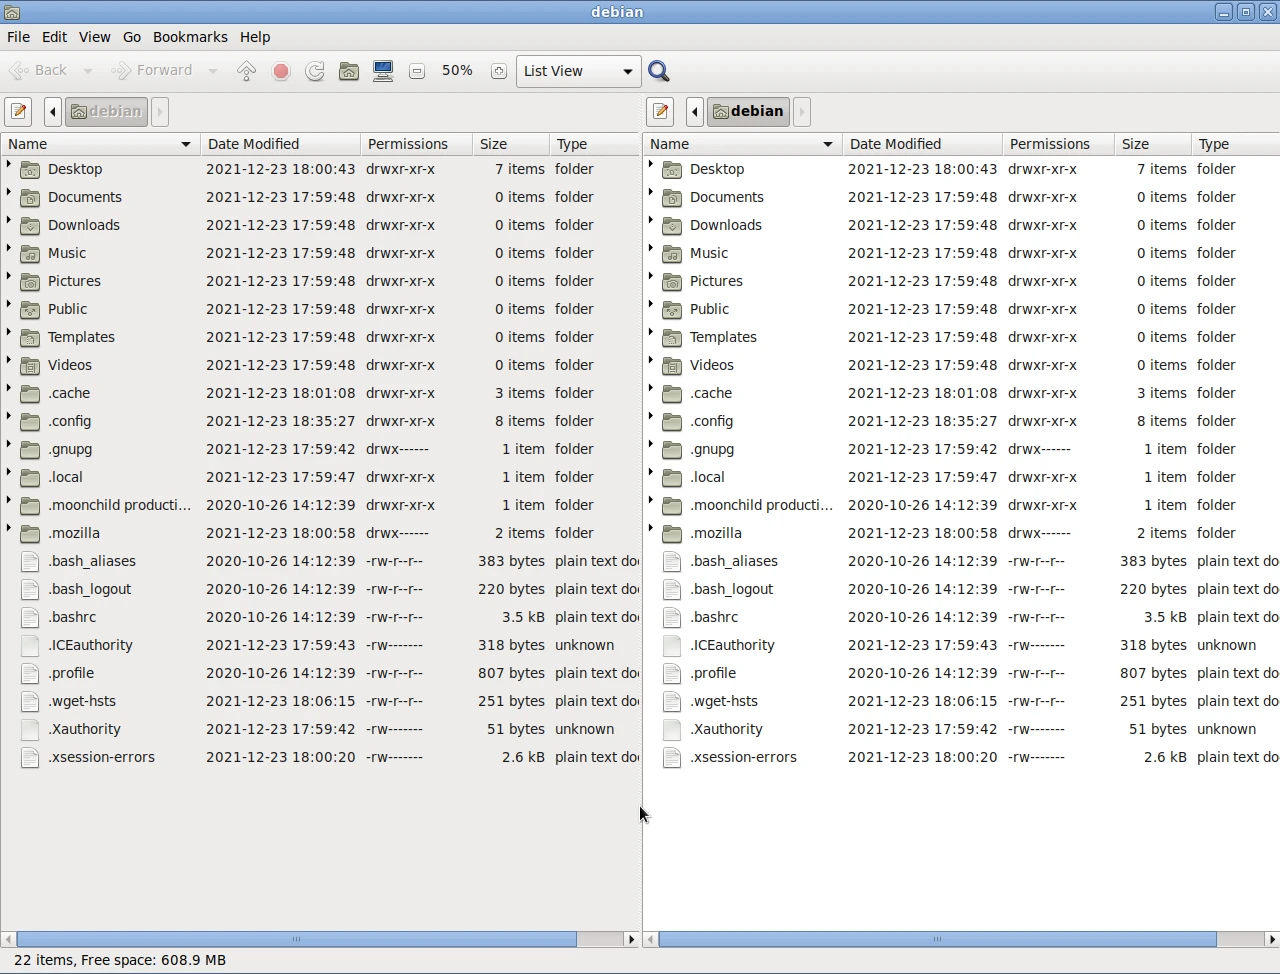 debian
File Edit View Go Bookmarks Help
Back Forward 50% List View
debian debian
Name Date Modified Permissions Size Type Name Date Modified Permissions Size Type
Desktop 2021-12-23 18:00:43 drwxr-xr-x 7 items folder Desktop 2021-12-23 18:00:43 drwxr-xr-x 7 items folder
Documents 2021-12-23 17:59:48 drwxr-xr-x 0 items folder Documents 2021-12-23 17:59:48 drwxr-xr-x 0 items folder
Downloads 2021-12-23 17:59:48 drwxr-xr-x 0 items folder Downloads 2021-12-23 17:59:48 drwxr-xr-x 0 items folder
Music 2021-12-23 17:59:48 drwxr-xr-x 0 items folder Music 2021-12-23 17:59:48 drwxr-xr-x 0 items folder
Pictures 2021-12-23 17:59:48 drwxr-xr-x 0 items folder Pictures 2021-12-23 17:59:48 drwxr-xr-x 0 items folder
Public 2021-12-23 17:59:48 drwxr-xr-x 0 items folder Public 2021-12-23 17:59:48 drwxr-xr-x 0 items folder
Templates 2021-12-23 17:59:48 drwxr-xr-x 0 items folder Templates 2021-12-23 17:59:48 drwxr-xr-x 0 items folder
Videos 2021-12-23 17:59:48 drwxr-xr-x 0 items folder Videos 2021-12-23 17:59:48 drwxr-xr-x 0 items folder
.cache 2021-12-23 18:01:08 drwxr-xr-x 3 items folder .cache 2021-12-23 18:01:08 drwxr-xr-x 3 items folder
.config 2021-12-23 18:35:27 drwxr-xr-x 8 items folder .config 2021-12-23 18:35:27 drwxr-xr-x 8 items folder
.gnupg 2021-12-23 17:59:42 drwx------ 1 item folder .gnupg 2021-12-23 17:59:42 drwx------ 1 item folder
.local 2021-12-23 17:59:47 drwxr-xr-x 1 item folder .local 2021-12-23 17:59:47 drwxr-xr-x 1 item folder
.moonchild producti... 2020-10-26 14:12:39 drwxr-xr-x 1 item folder .moonchild producti... 2020-10-26 14:12:39 drwxr-xr-x 1 item folder
.mozilla 2021-12-23 18:00:58 drwx------ 2 items folder .mozilla 2021-12-23 18:00:58 drwx------ 2 items folder
.bash_aliases 2020-10-26 14:12:39 -rw-r--r-- 383 bytes plain text do .bash_aliases 2020-10-26 14:12:39 -rw-r--r-- 383 bytes plain text do
.bash_logout 2020-10-26 14:12:39 -rw-r--r-- 220 bytes plain text do .bash_logout 2020-10-26 14:12:39 -rw-r--r-- 220 bytes plain text do
.bashrc 2020-10-26 14:12:39 -rw-r--r-- 3.5 kB plain text do .bashrc 2020-10-26 14:12:39 -rw-r--r-- 3.5 kB plain text do
.ICEauthority 2021-12-23 17:59:43 -rw------- 318 bytes unknown .ICEauthority 2021-12-23 17:59:43 -rw------- 318 bytes unknown
.profile 2020-10-26 14:12:39 -rw-r--r-- 807 bytes plain text do .profile 2020-10-26 14:12:39 -rw-r--r-- 807 bytes plain text do
.wget-hsts 2021-12-23 18:06:15 -rw-r--r-- 251 bytes plain text do .wget-hsts 2021-12-23 18:06:15 -rw-r--r-- 251 bytes plain text do
.Xauthority 2021-12-23 17:59:42 -rw------- 51 bytes unknown .Xauthority 2021-12-23 17:59:42 -rw------- 51 bytes unknown
.xsession-errors 2021-12-23 18:00:20 -rw------- 2.6 kB plain text do .xsession-errors 2021-12-23 18:00:20 -rw------- 2.6 kB plain text do
22 items, Free space: 608.9 MB